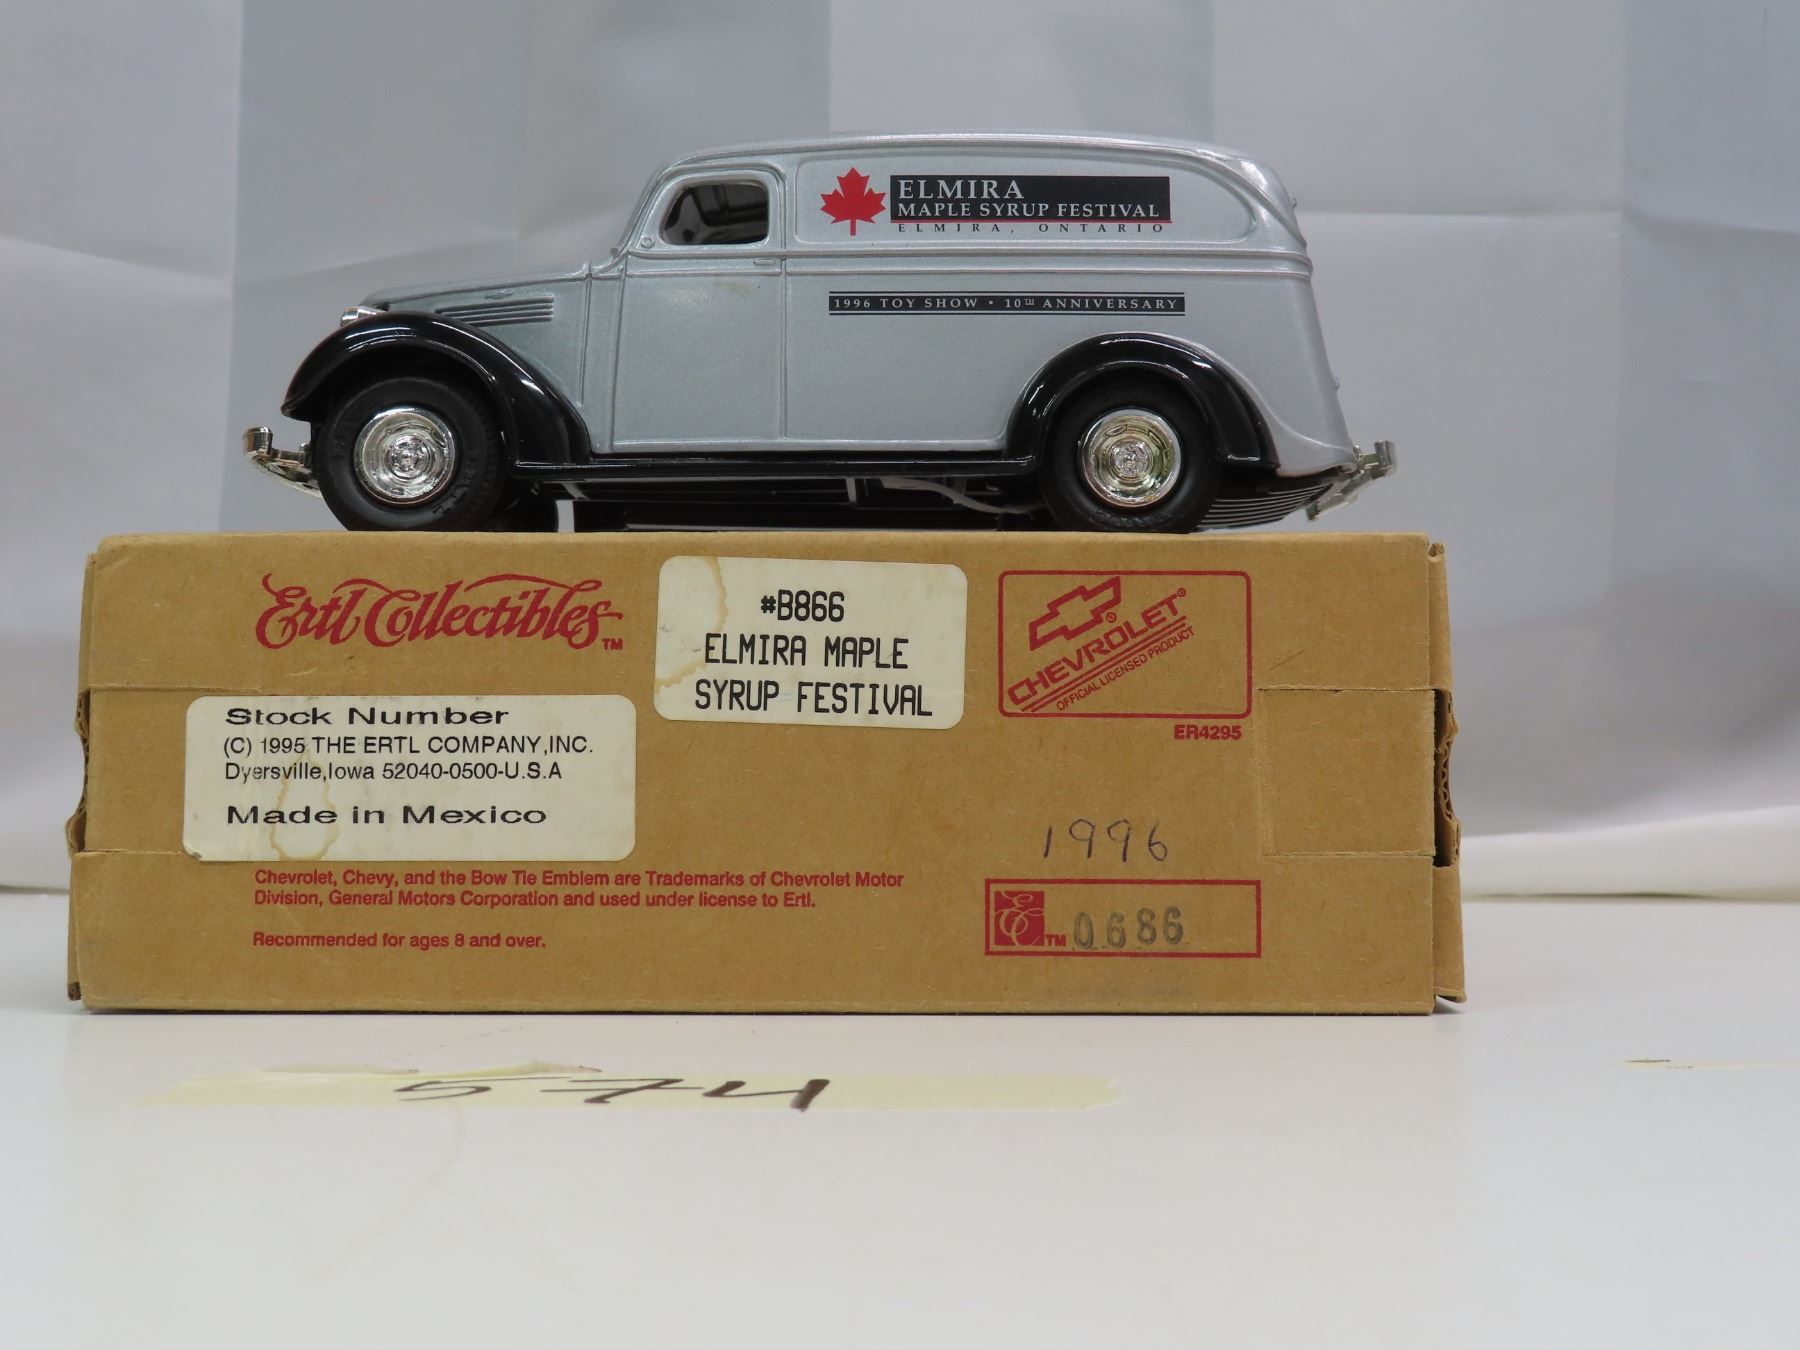 ELMIRA
MAPLE SYRUP FESTIVAL
ELMIRA, ONTARIO
1996 TOY SHOW • 10TH ANNIVERSARY
Ertl Collectibles™
#B866
ELMIRA MAPLE
SYRUP FESTIVAL
CHEVROLET®
OFFICIAL LICENSED PRODUCT
ER4295
Stock Number
(C) 1995 THE ERTL COMPANY,INC.
Dyersville,Iowa 52040-0500-U.S.A
Made in Mexico
1996
Chevrolet, Chevy, and the Bow Tie Emblem are Trademarks of Chevrolet Motor
Division, General Motors Corporation and used under license to Ertl.
Recommended for ages 8 and over.
EC™ 0686
574